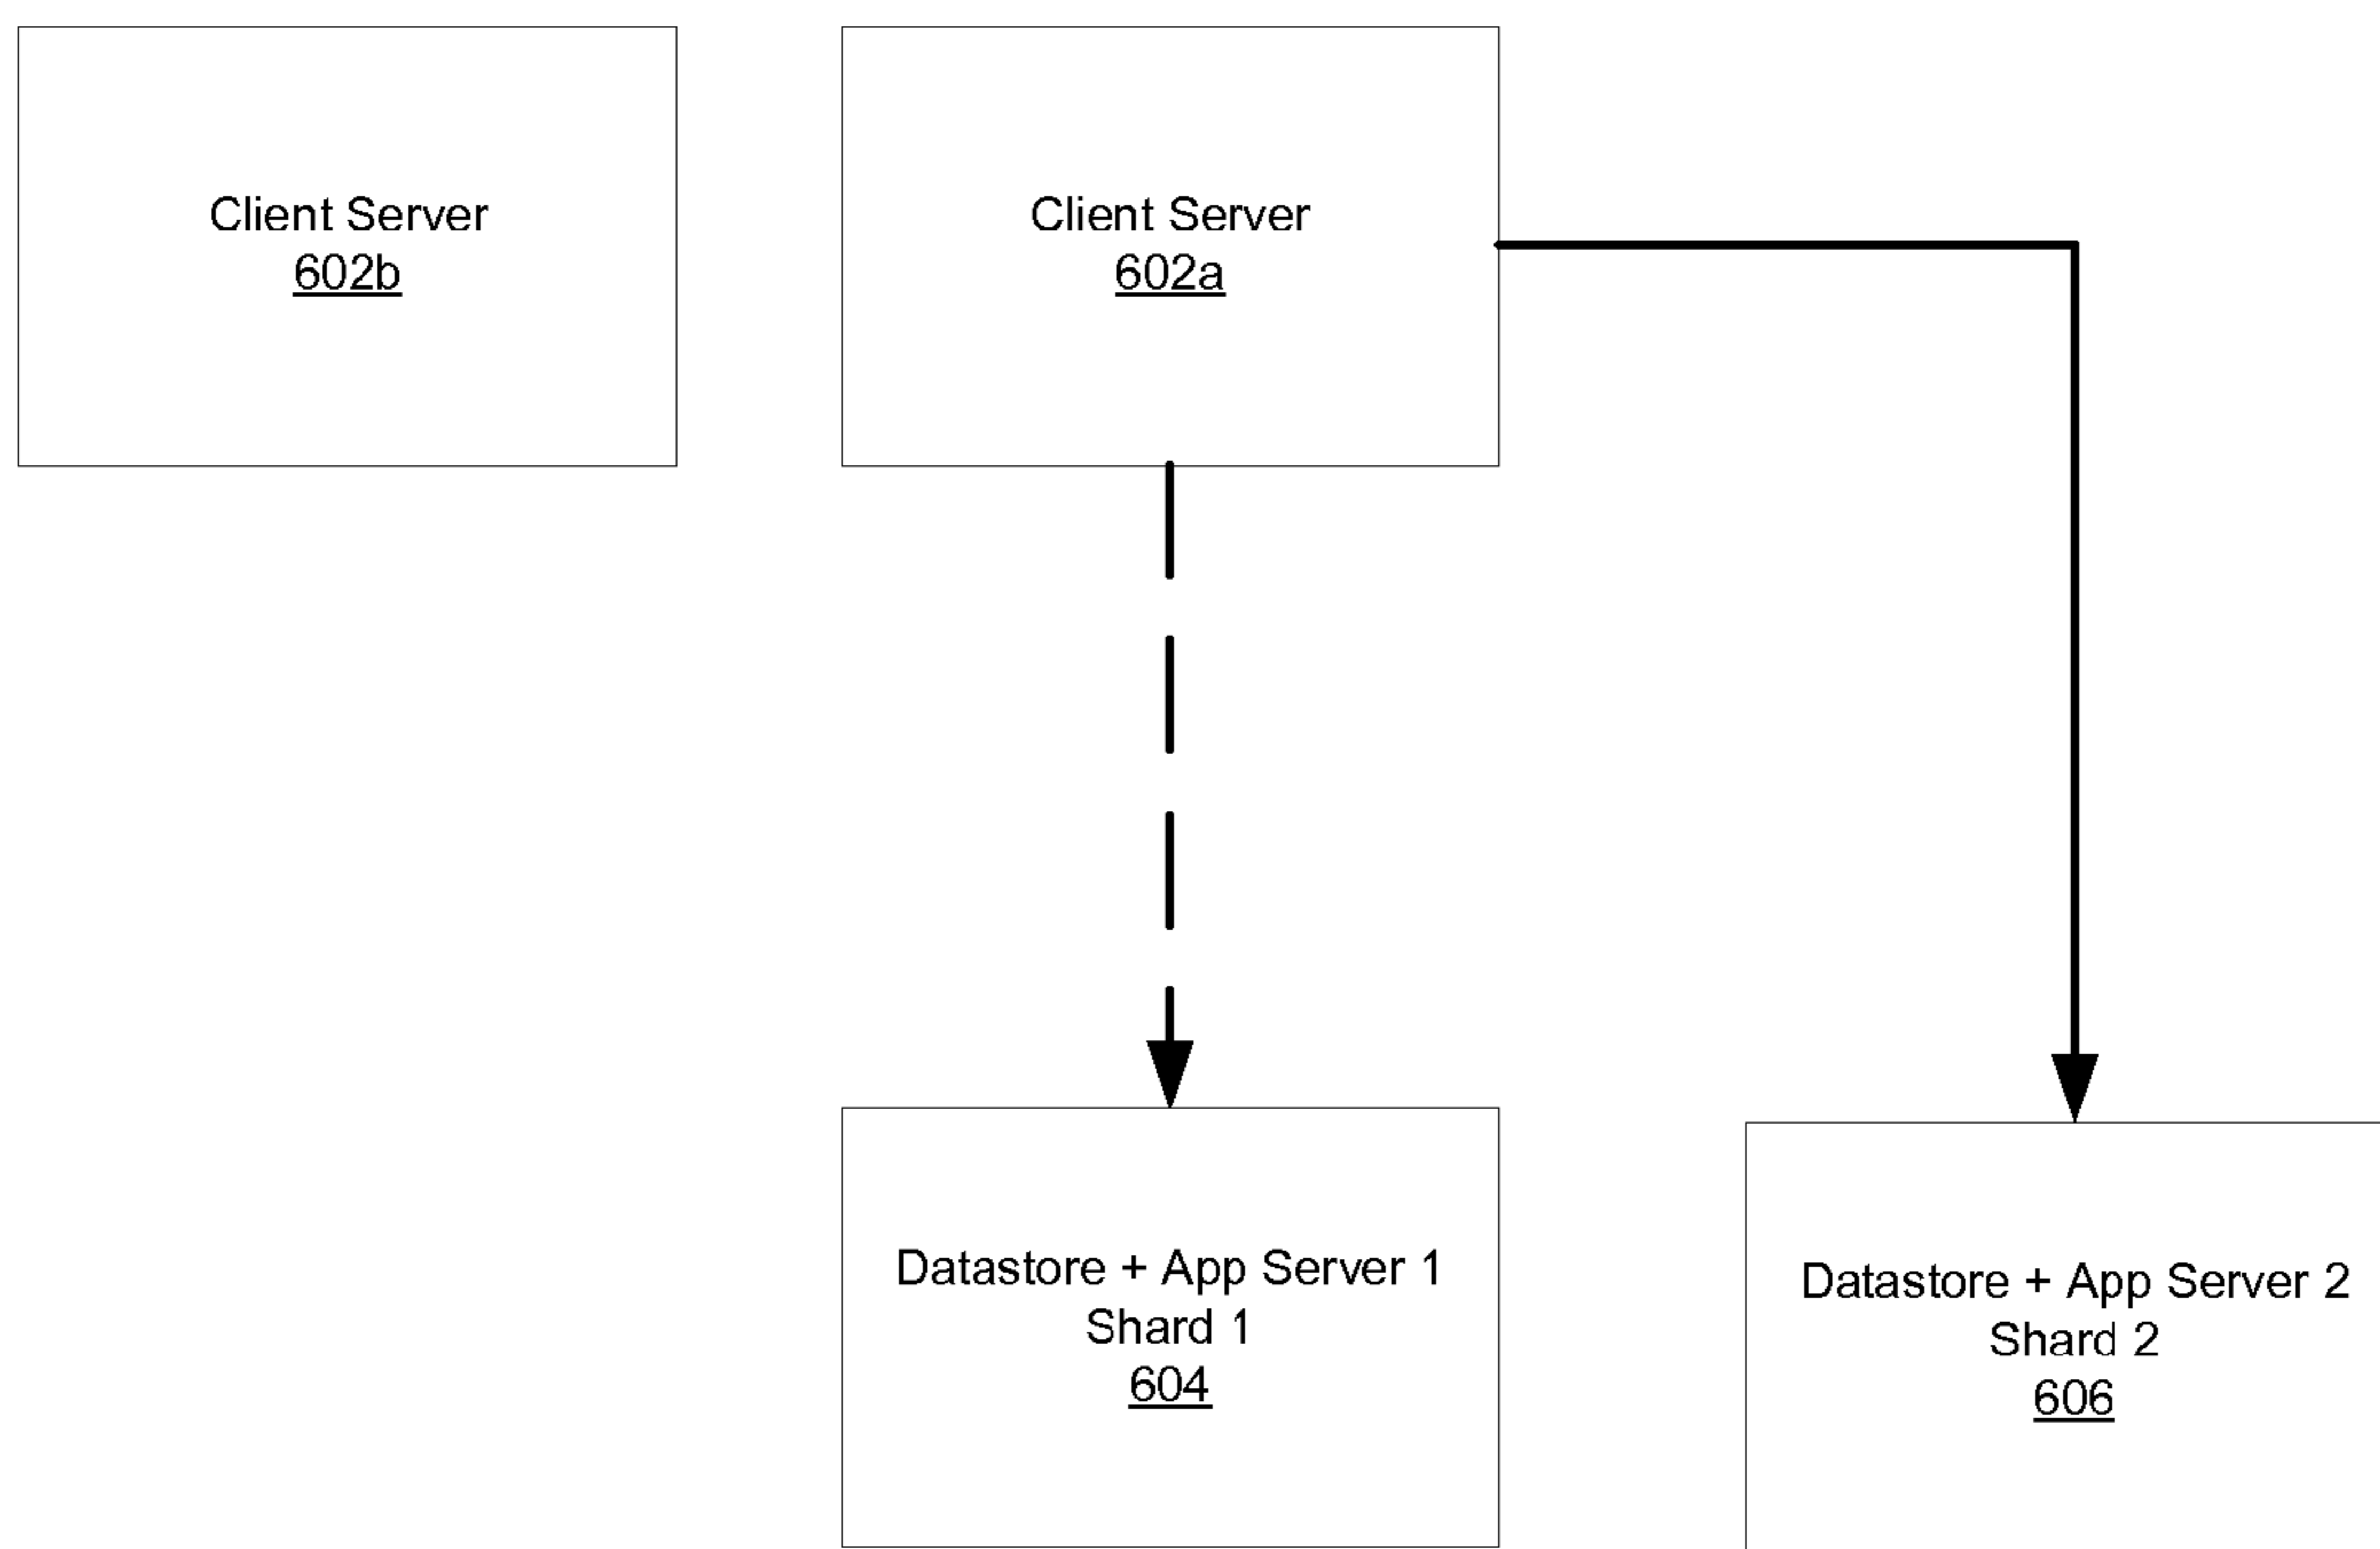 Client Server
602b
Client Server
602a
Datastore + App Server 1
Shard 1
604
Datastore + App Server 2
Shard 2
606